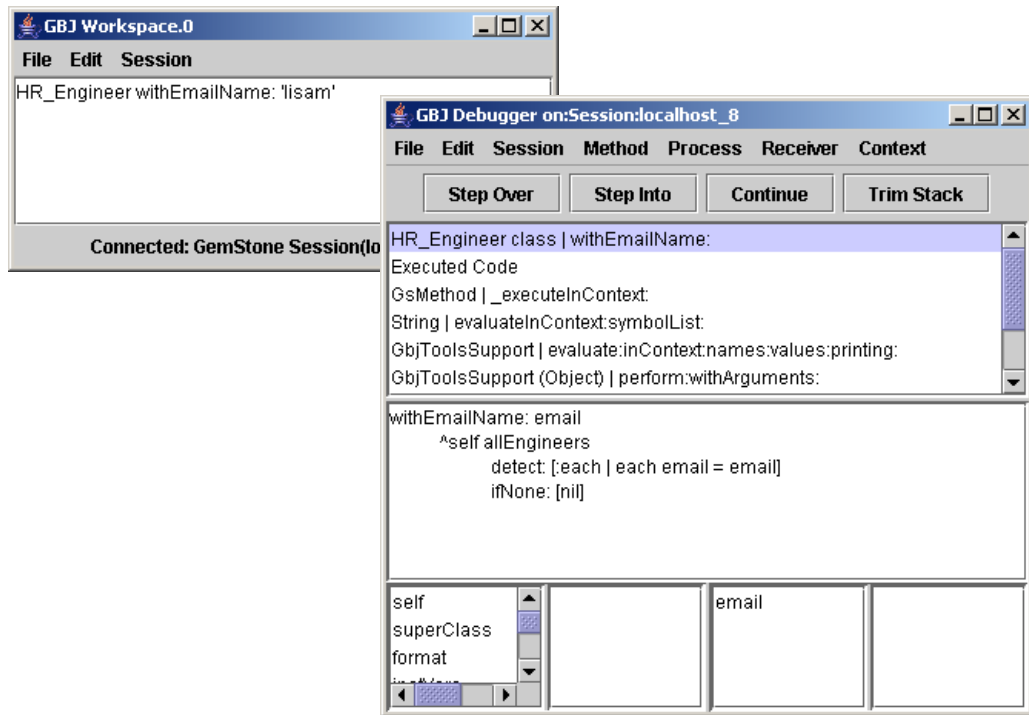 GBJ Workspace.0
File Edit Session
HR_Engineer withEmailName: 'lisam'
Connected: GemStone Session(lo
GBJ Debugger on:Session:localhost_8
File Edit Session Method Process Receiver Context
Step Over Step Into Continue Trim Stack
HR_Engineer class | withEmailName:
Executed Code
GsMethod | _executeInContext:
String | evaluateInContext:symbolList:
GbjToolsSupport | evaluate:inContext:names:values:printing:
GbjToolsSupport (Object) | perform:withArguments:
withEmailName: email
^self allEngineers
detect: [:each | each email = email]
ifNone: [nil]
self
superClass
format
email